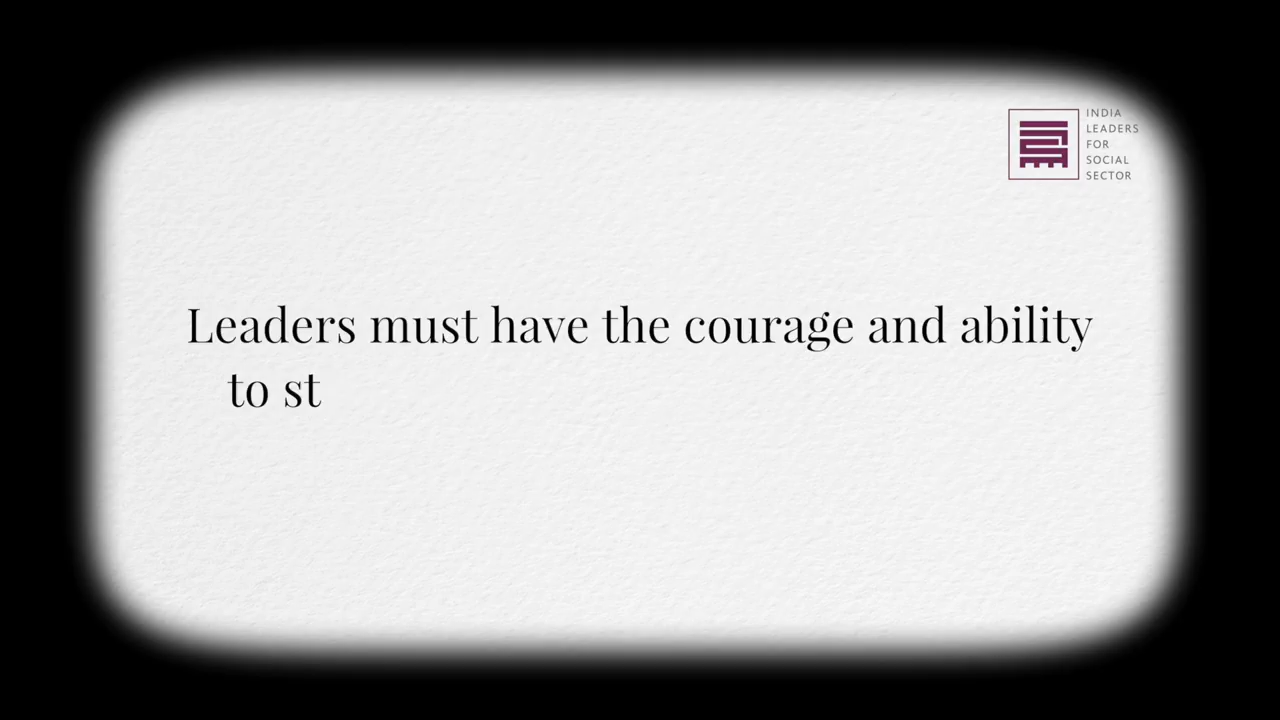 INDIA
LEADERS
FOR
SOCIAL
SECTOR
Leaders must have the courage and ability
to st